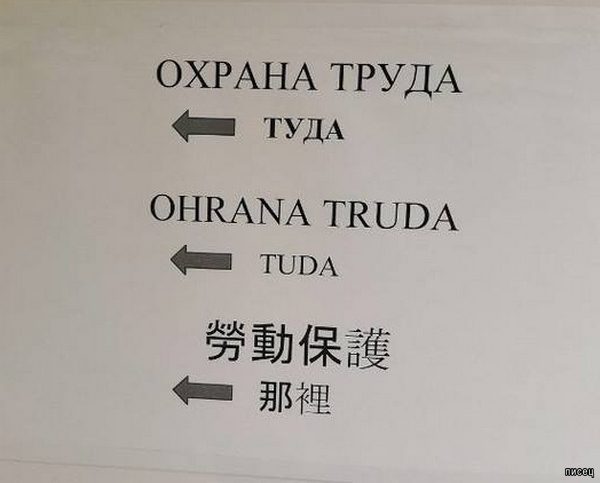 ОХРАНА ТРУДА
ТУДА
OHRANA TRUDA
TUDA
勞動保護
那裡
писец